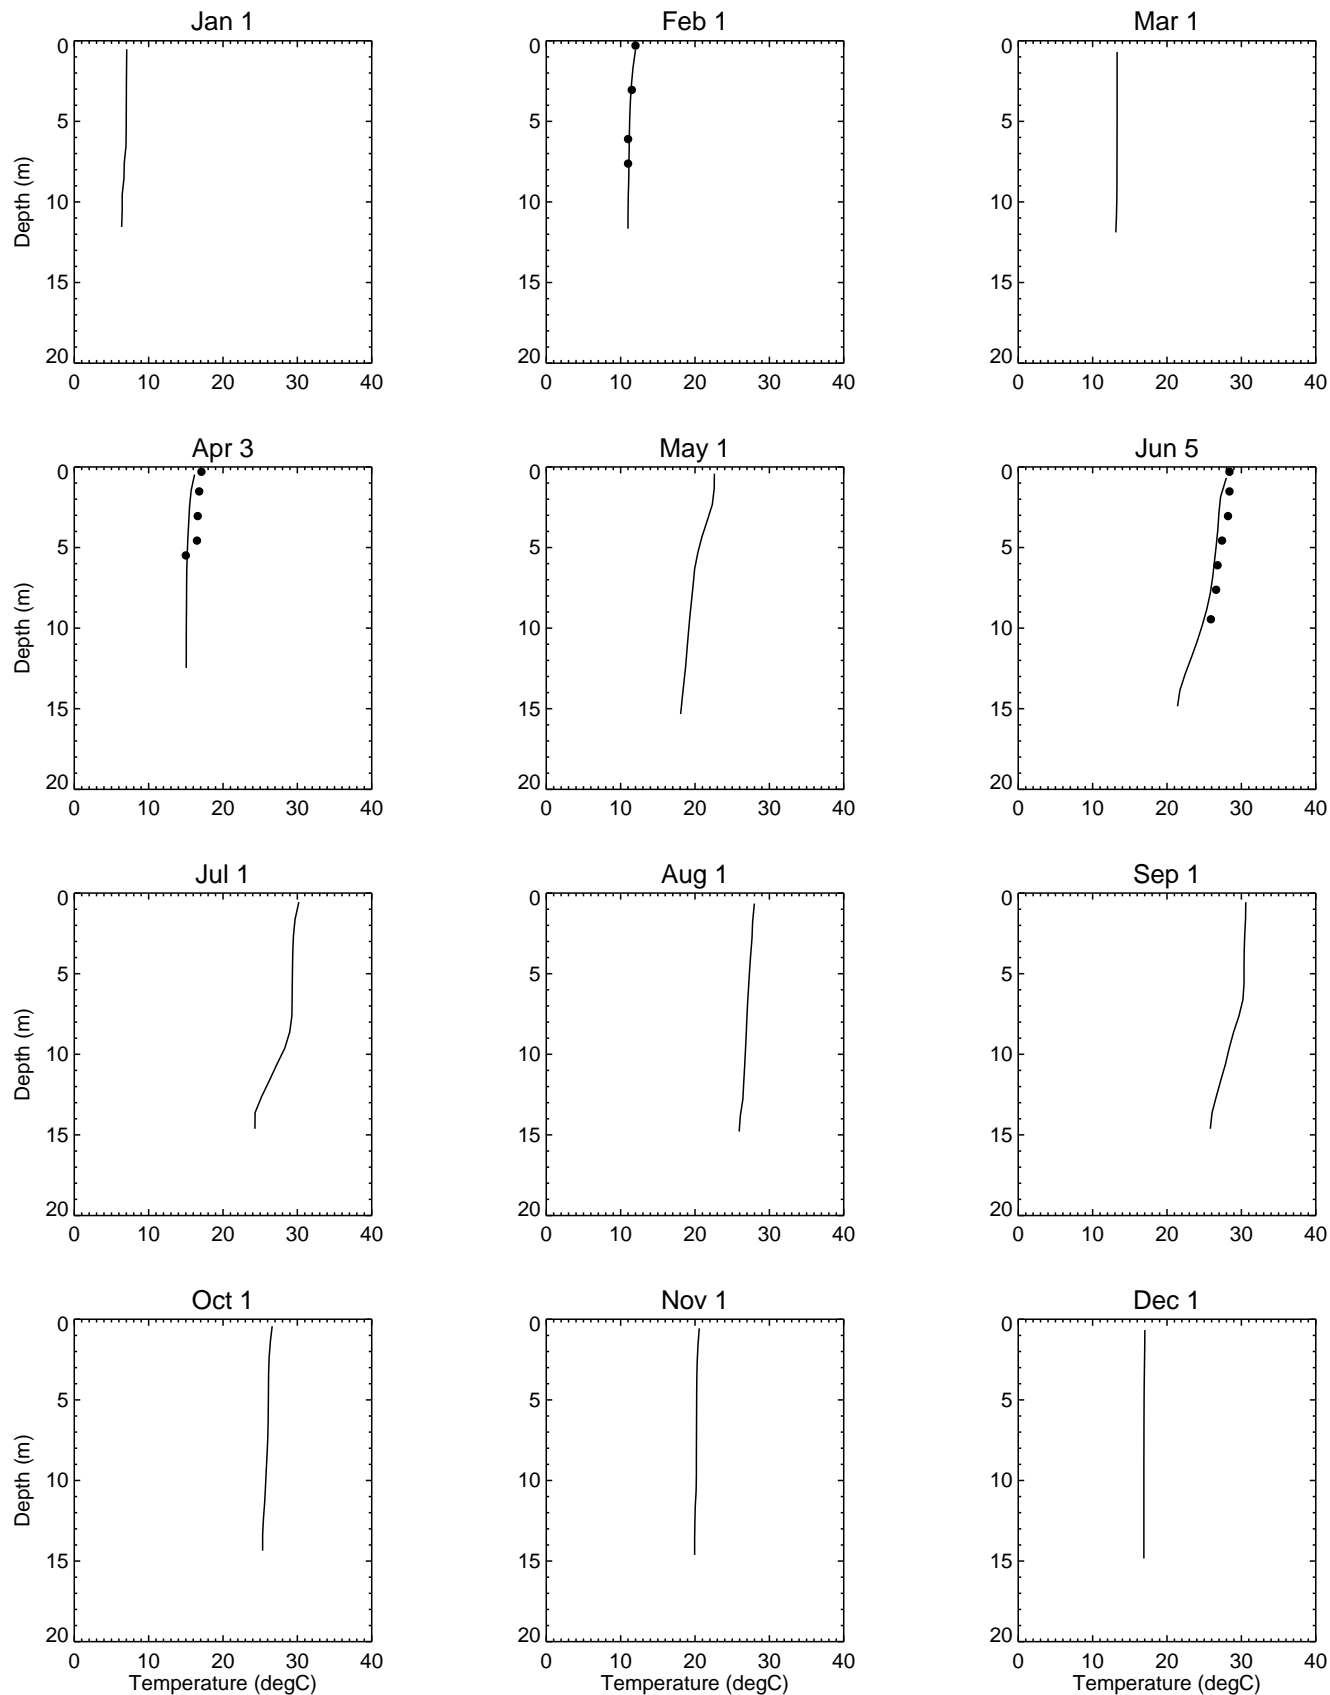 Jan 1 Feb 1 Mar 1
0 0 0
5 5 5
10 10 10
15 15 15
20 20 20
Depth (m)
0 10 20 30 40 0 10 20 30 40 0 10 20 30 40
Apr 3 May 1 Jun 5
0 0 0
5 5 5
10 10 10
15 15 15
20 20 20
Depth (m)
0 10 20 30 40 0 10 20 30 40 0 10 20 30 40
Jul 1 Aug 1 Sep 1
0 0 0
5 5 5
10 10 10
15 15 15
20 20 20
Depth (m)
0 10 20 30 40 0 10 20 30 40 0 10 20 30 40
Oct 1 Nov 1 Dec 1
0 0 0
5 5 5
10 10 10
15 15 15
20 20 20
Depth (m)
0 10 20 30 40 0 10 20 30 40 0 10 20 30 40
Temperature (degC) Temperature (degC) Temperature (degC)